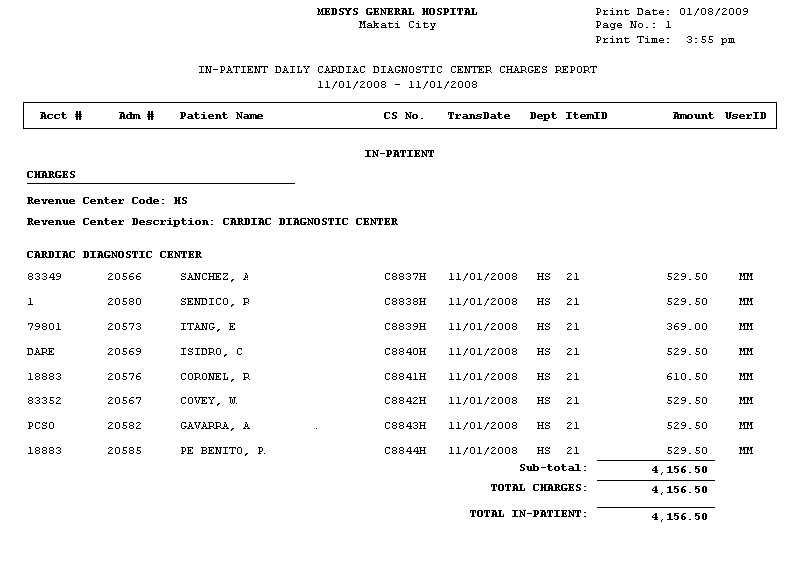 MEDSYS GENERAL HOSPITAL Print Date: 01/08/2009
Makati City Page No.: 1
Print Time: 3:55 pm
IN-PATIENT DAILY CARDIAC DIAGNOSTIC CENTER CHARGES REPORT
11/01/2008 - 11/01/2008
Acct # Adm # Patient Name CS No. TransDate Dept ItemID Amount UserID
IN-PATIENT
CHARGES
Revenue Center Code: HS
Revenue Center Description: CARDIAC DIAGNOSTIC CENTER
CARDIAC DIAGNOSTIC CENTER
83349 20566 SANCHEZ, A C8837H 11/01/2008 HS 21 529.50 MM
1 20580 SENDICO, R C8838H 11/01/2008 HS 21 529.50 MM
79801 20573 ITANG, E C8839H 11/01/2008 HS 21 369.00 MM
DARE 20569 ISIDRO, C C8840H 11/01/2008 HS 21 529.50 MM
18883 20576 CORONEL, R C8841H 11/01/2008 HS 21 610.50 MM
83352 20567 COVEY, W. C8842H 11/01/2008 HS 21 529.50 MM
PCSO 20582 GAVARRA, A . C8843H 11/01/2008 HS 21 529.50 MM
18883 20585 PE BENITO, P. C8844H 11/01/2008 HS 21 529.50 MM
Sub-total: 4,156.50
TOTAL CHARGES: 4,156.50
TOTAL IN-PATIENT: 4,156.50